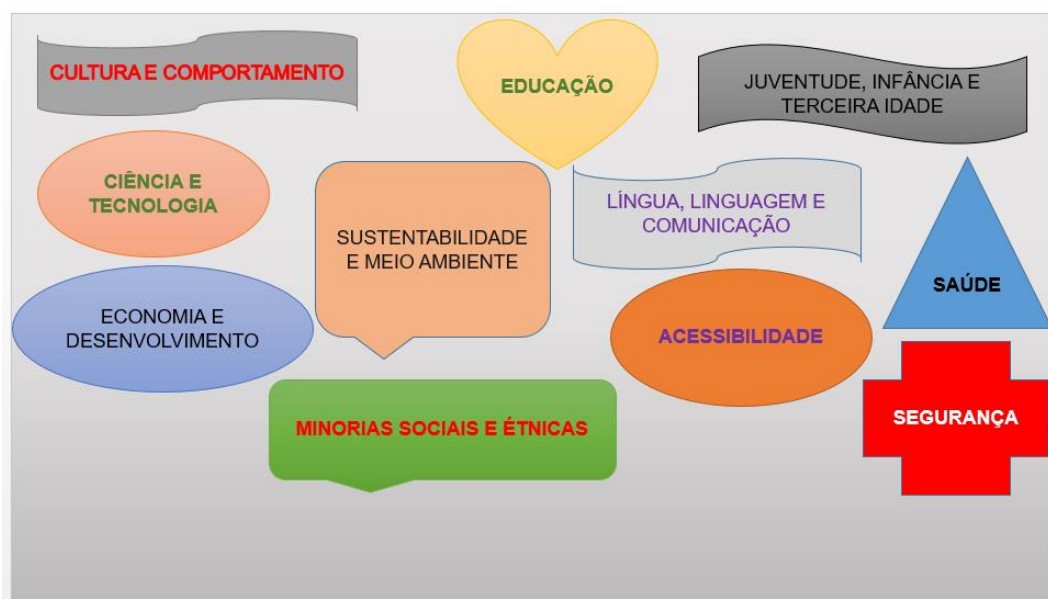 CULTURA E COMPORTAMENTO
EDUCAÇÃO
JUVENTUDE, INFÂNCIA E
TERCEIRA IDADE
CIÊNCIA E
TECNOLOGIA
SUSTENTABILIDADE
E MEIO AMBIENTE
LÍNGUA, LINGUAGEM E
COMUNICAÇÃO
SAÚDE
ECONOMIA E
DESENVOLVIMENTO
ACESSIBILIDADE
MINORIAS SOCIAIS E ÉTNICAS
SEGURANÇA